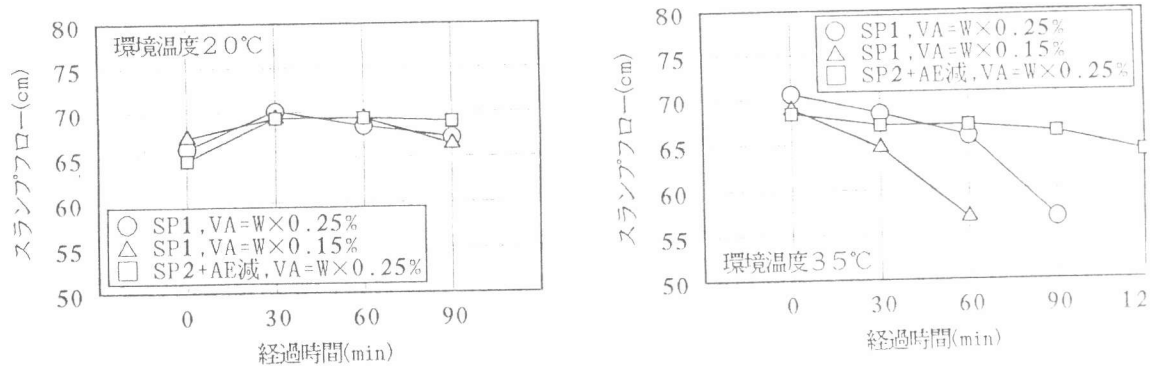 80
75
70
65
60
55
50
スランプフロー(cm)
環境温度20℃
SP1,VA=W×0.25%
SP1,VA=W×0.15%
SP2+AE減,VA=W×0.25%
0 30 60 90
経過時間(min)
80
75
70
65
60
55
50
スランプフロー(cm)
SP1,VA=W×0.25%
SP1,VA=W×0.15%
SP2+AE減,VA=W×0.25%
環境温度35℃
0 30 60 90 12
経過時間(min)